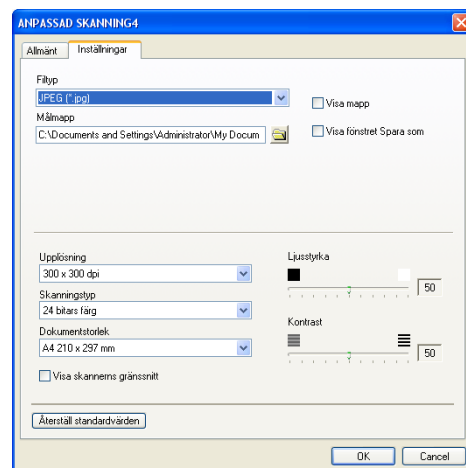 ANPASSAD SKANNING4
Allmänt
Inställningar
Filtyp
JPEG (*.jpg)
Visa mapp
Målmapp
C:\Documents and Settings\Administrator\My Docum
Visa fönstret Spara som
Upplösning
300 x 300 dpi
Skanningstyp
24 bitars färg
Dokumentstorlek
A4 210 x 297 mm
Visa skannerns gränssnitt
Ljusstyrka
50
Kontrast
50
Återställ standardvärden
OK
Cancel